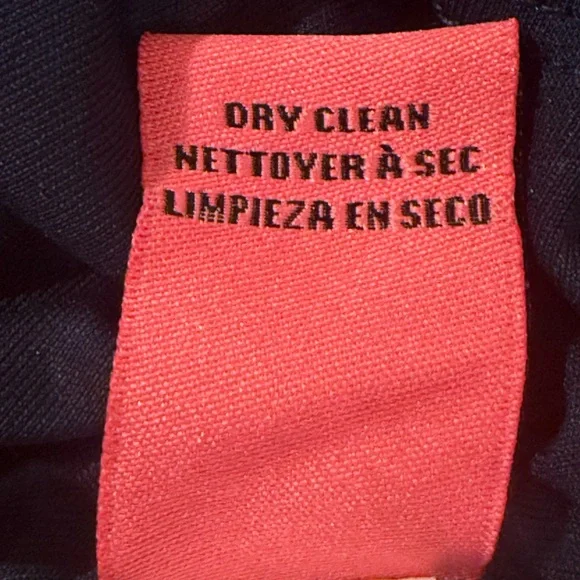 DRY CLEAN
NETTOYER À SEC
LIMPIEZA EN SECO